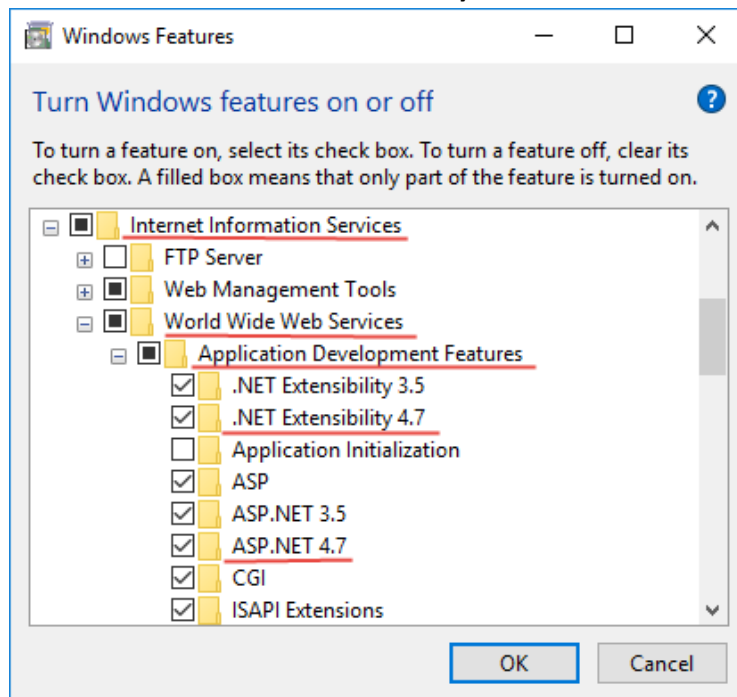 Windows Features
Turn Windows features on or off
To turn a feature on, select its check box. To turn a feature off, clear its
check box. A filled box means that only part of the feature is turned on.
Internet Information Services
FTP Server
Web Management Tools
World Wide Web Services
Application Development Features
.NET Extensibility 3.5
.NET Extensibility 4.7
Application Initialization
ASP
ASP.NET 3.5
ASP.NET 4.7
CGI
ISAPI Extensions
OK Cancel